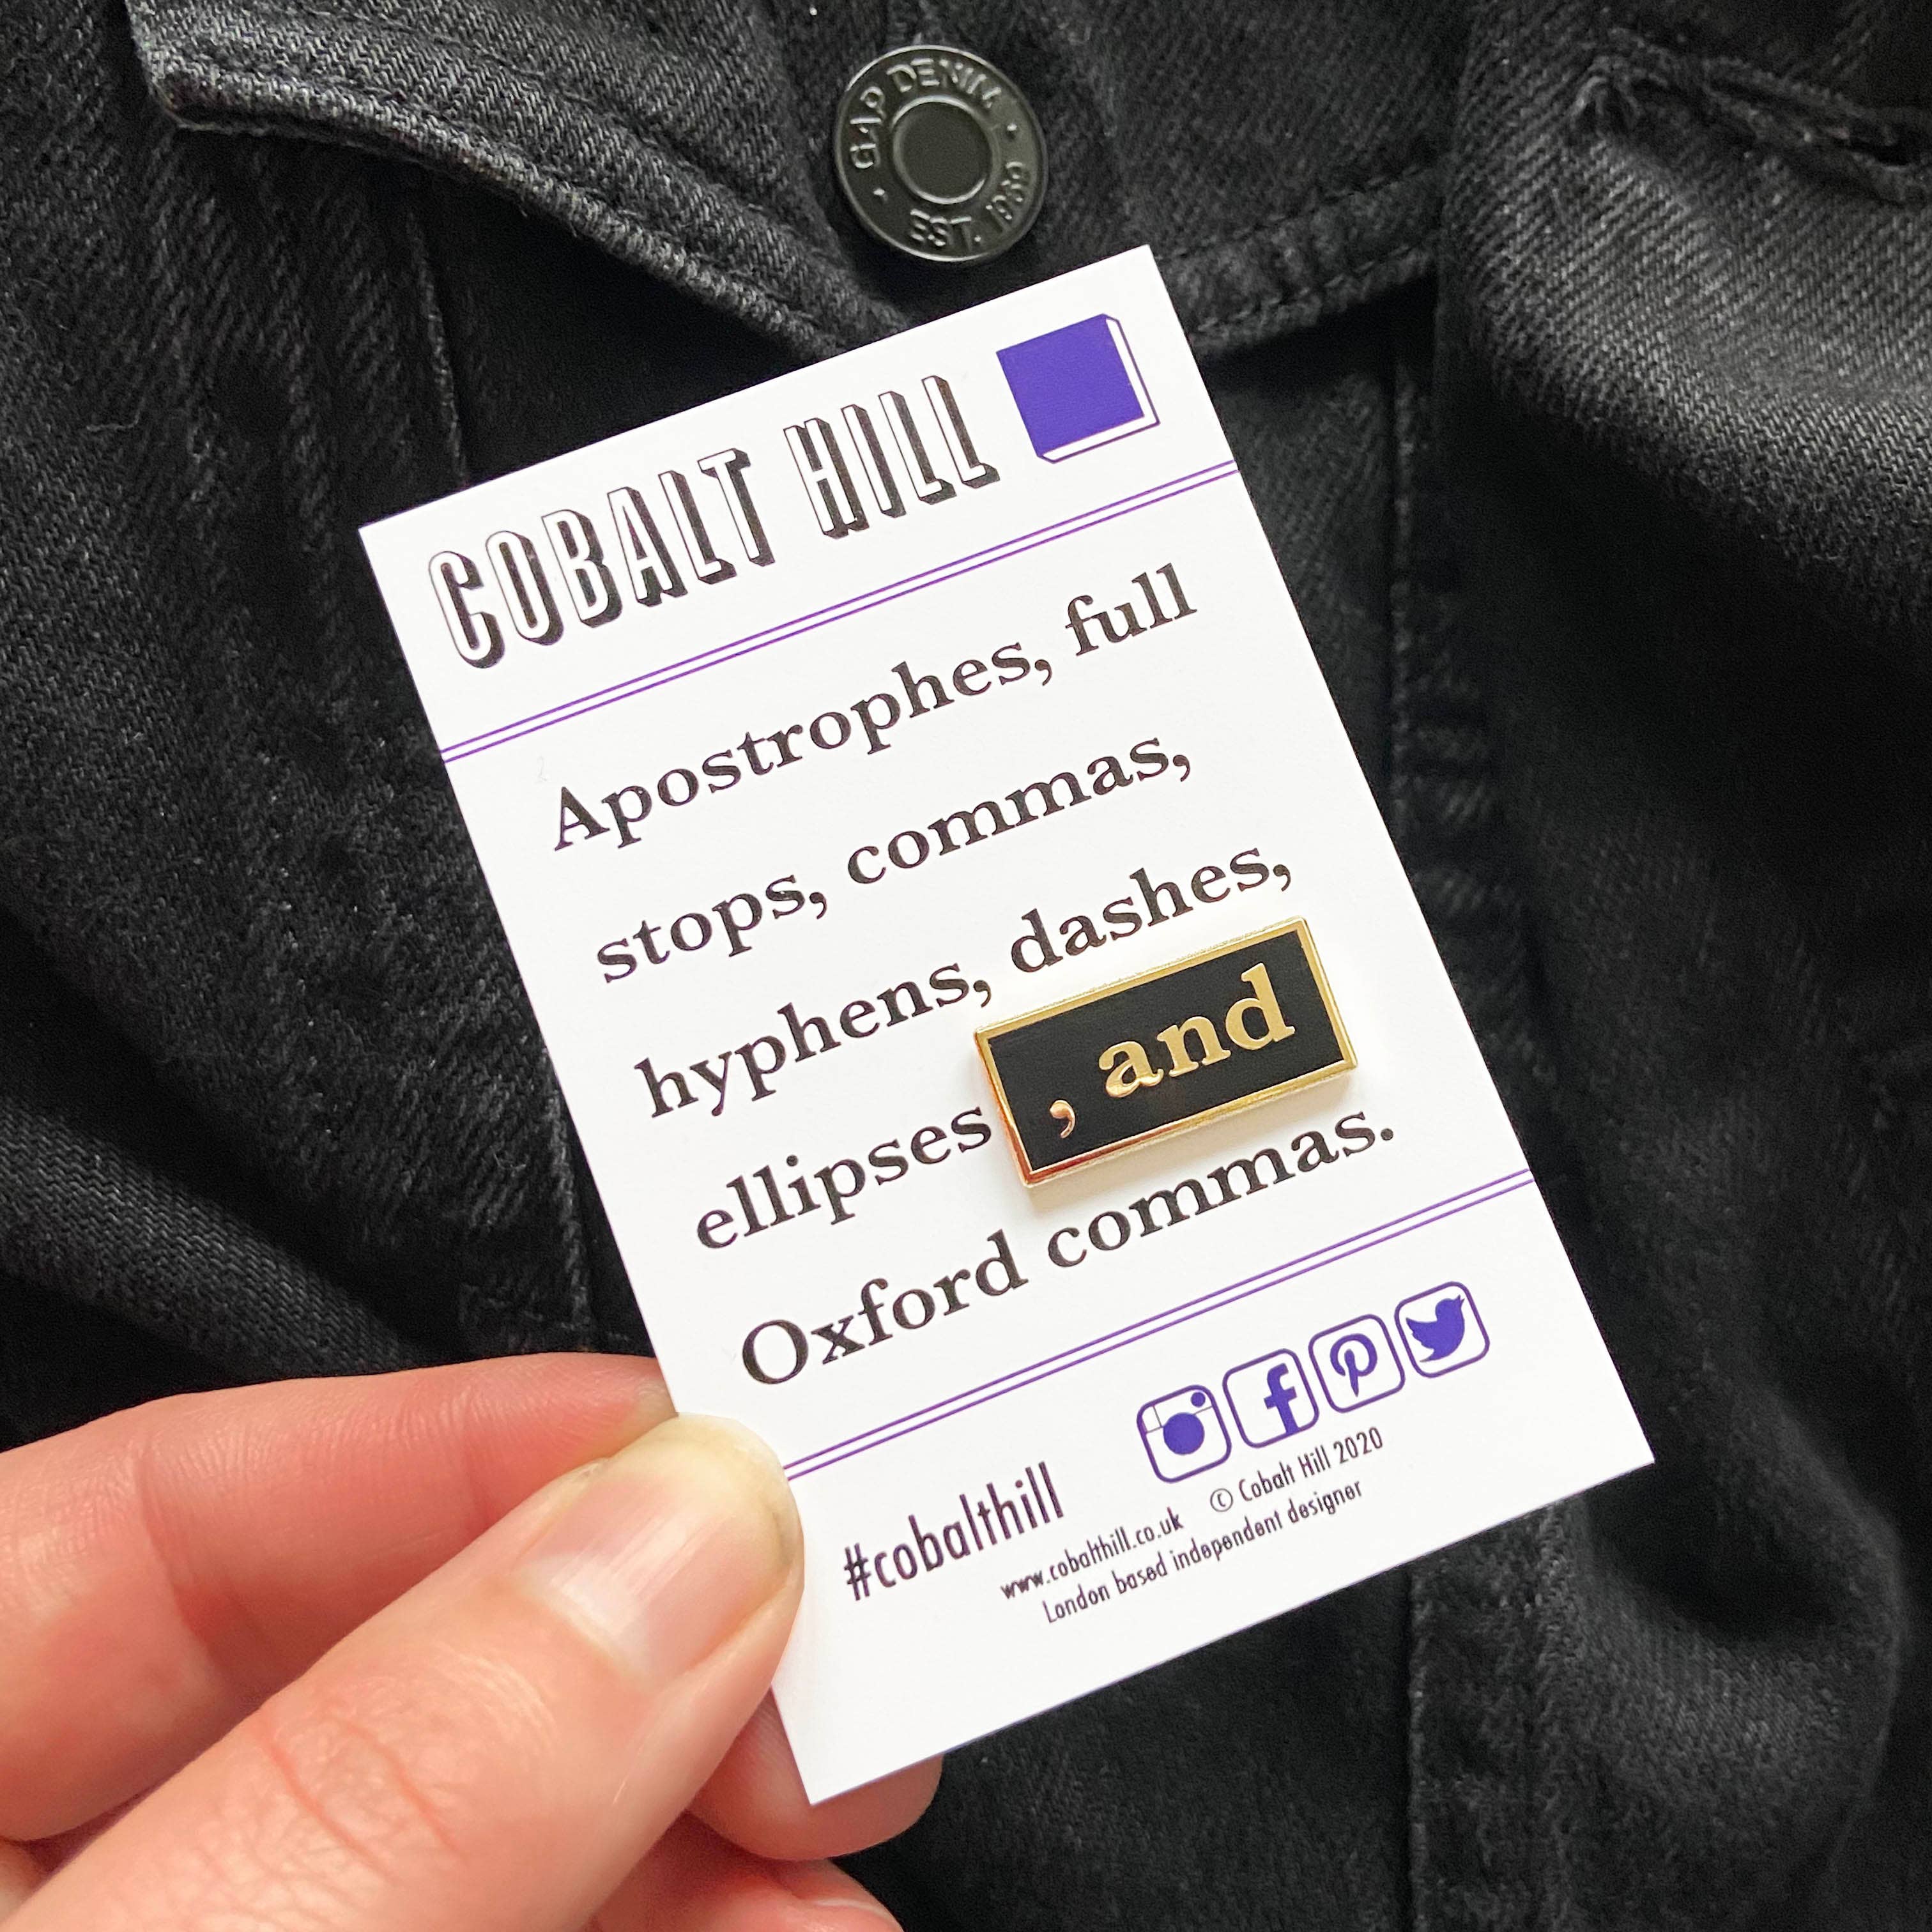 GAP DENIM
EST. 1969
COBALT HILL
Apostrophes, full
stops, commas,
hyphens, dashes,
ellipses, and
Oxford commas.
#cobalthill
www.cobalthill.co.uk © Cobalt Hill 2020
London based independent designer